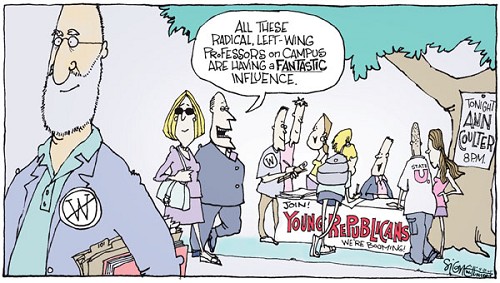 ALL THESE
RADICAL, LEFT-WING
PROFESSORS ON CAMPUS
ARE HAVING A FANTASTIC
INFLUENCE.
TONIGHT
ANN
COULTER
8 P.M.
W
W
STATE
U
JOIN!
YOUNG REPUBLICANS
WE'RE BOOMING!